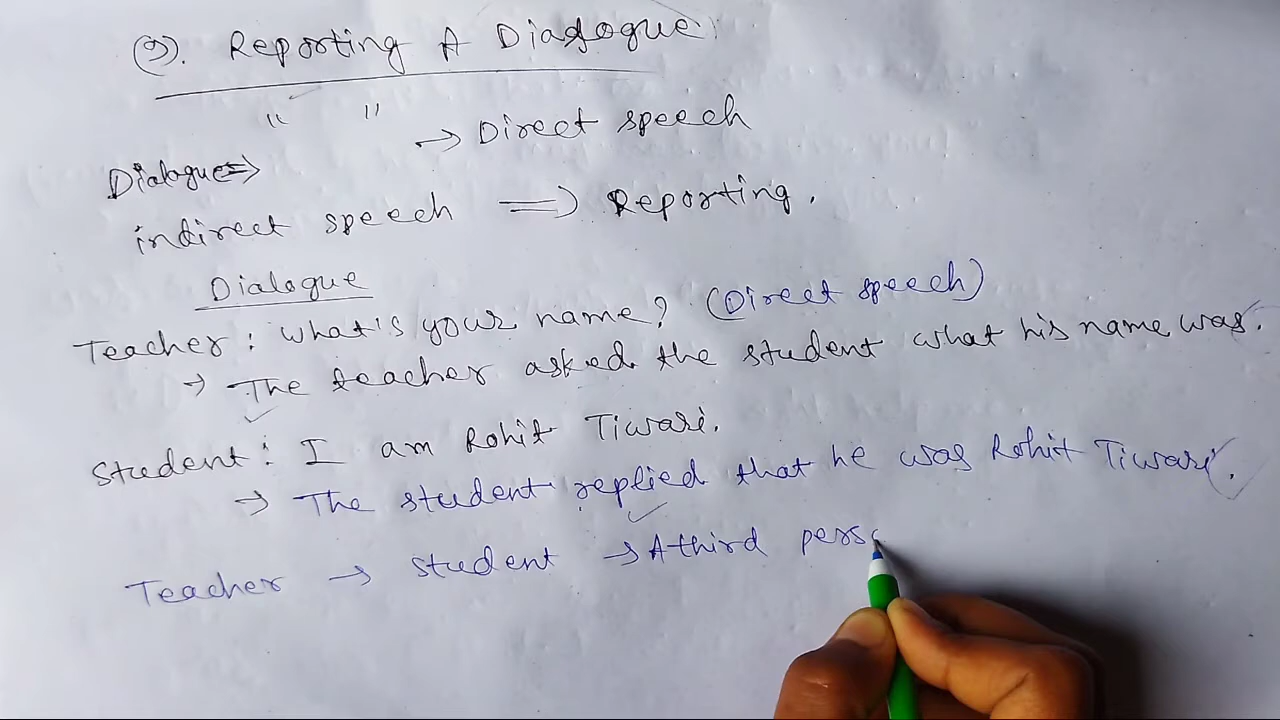 (9). Reporting A Dialogue
" "
→ Direct speech
Dialogue ⇒
indirect speech ⇒ Reporting.
Dialogue
Teacher : What's your name? (Direct speech)
→ The teacher asked the student what his name was.
Student : I am Rohit Tiwari.
→ The student replied that he was Rohit Tiwari.
Teacher → student → A third perso